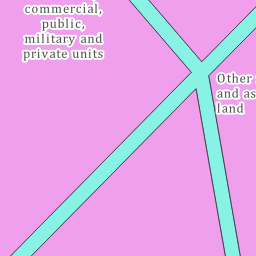 commercial,
public,
military and
private units
Other
and as
land